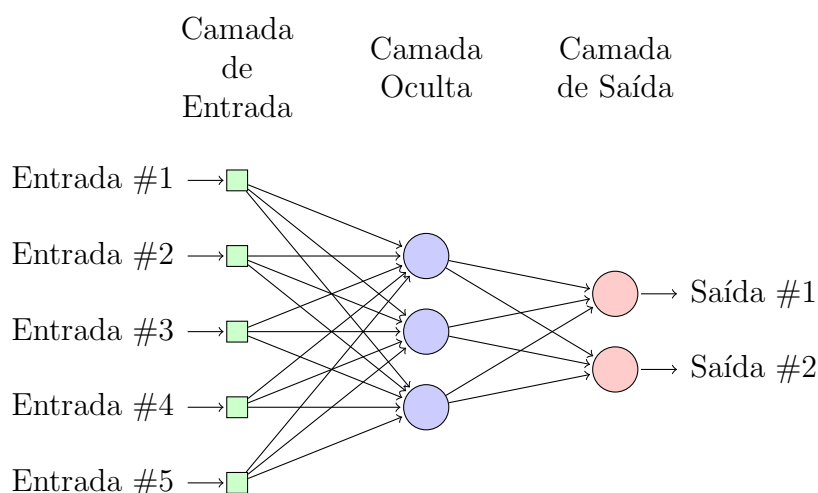 Camada
de
Entrada
Camada
Oculta
Camada
de Saída
Entrada #1
Entrada #2
Entrada #3
Entrada #4
Entrada #5
Saída #1
Saída #2